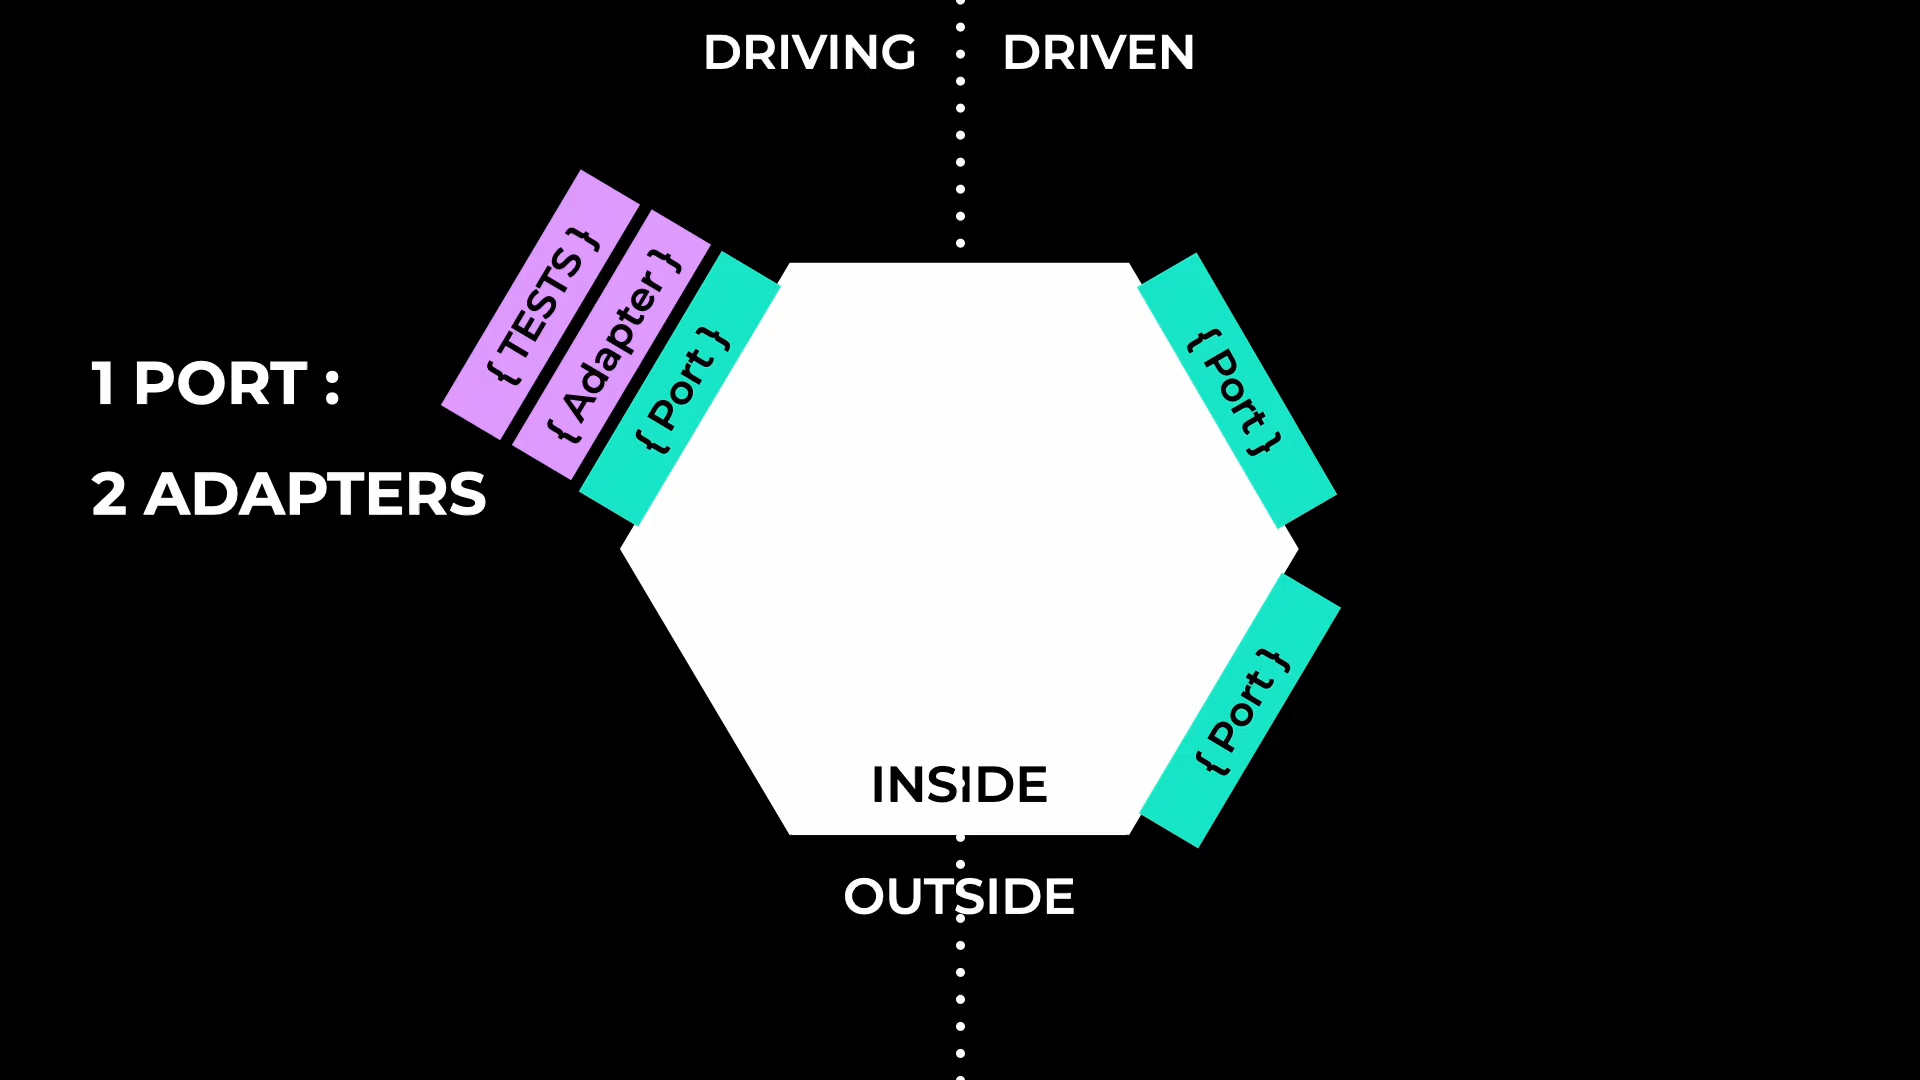 DRIVING
DRIVEN
{ TESTS }
{ Adapter }
{ Port }
{ Port }
1 PORT :
2 ADAPTERS
{ Port }
INSIDE
OUTSIDE